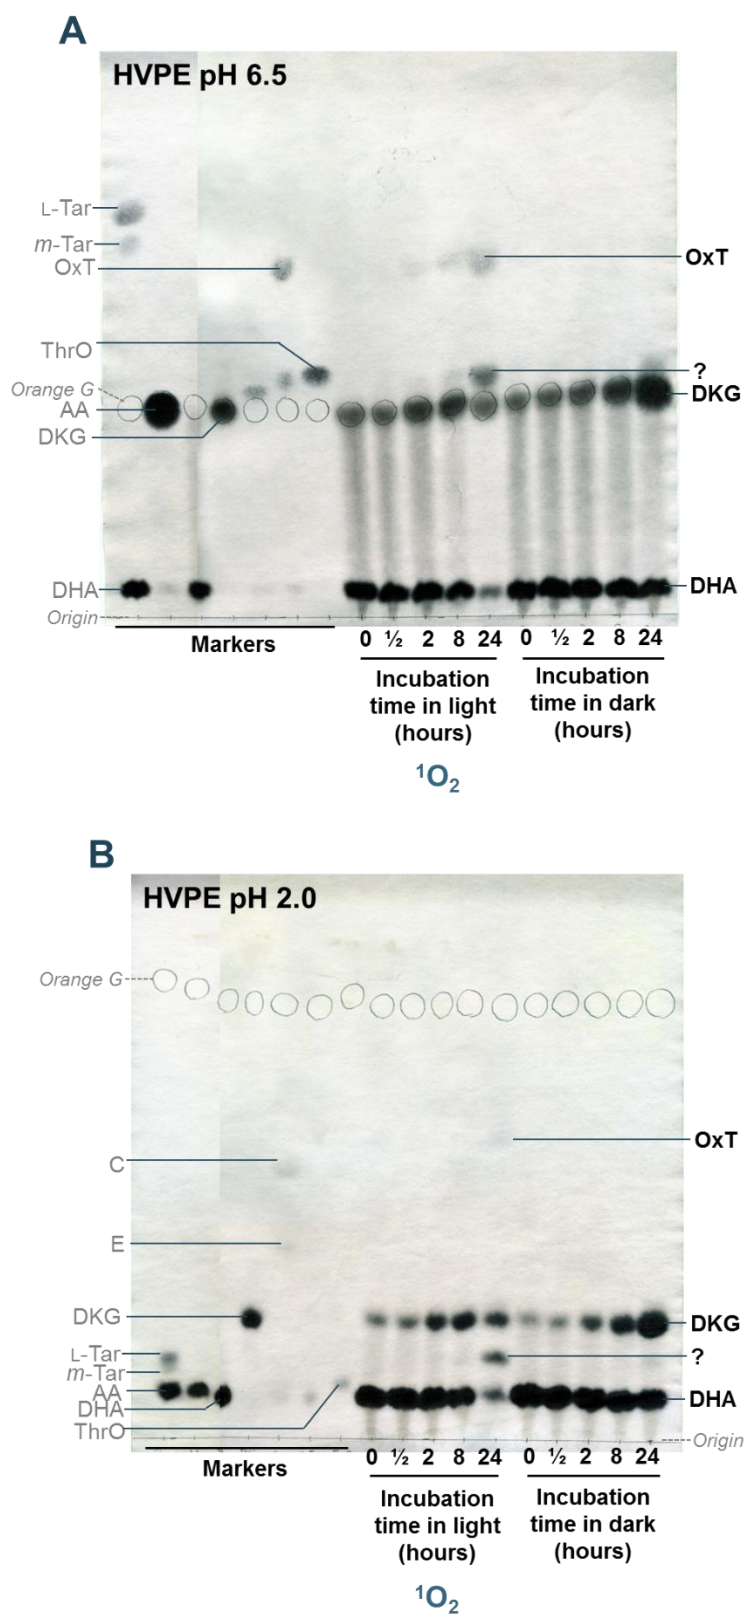 A
HVPE pH 6.5
L-Tar
m-Tar
OxT
OxT
ThrO
?
Orange G
AA
DKG
DKG
DHA
DHA
Origin
Markers
0 ½ 2 8 24 0 ½ 2 8 24
Incubation time in light (hours)
Incubation time in dark (hours)
¹O₂
B
HVPE pH 2.0
Orange G
OxT
C
E
DKG
DKG
L-Tar
?
m-Tar
AA
DHA
DHA
ThrO
Origin
Markers
0 ½ 2 8 24 0 ½ 2 8 24
Incubation time in light (hours)
Incubation time in dark (hours)
¹O₂